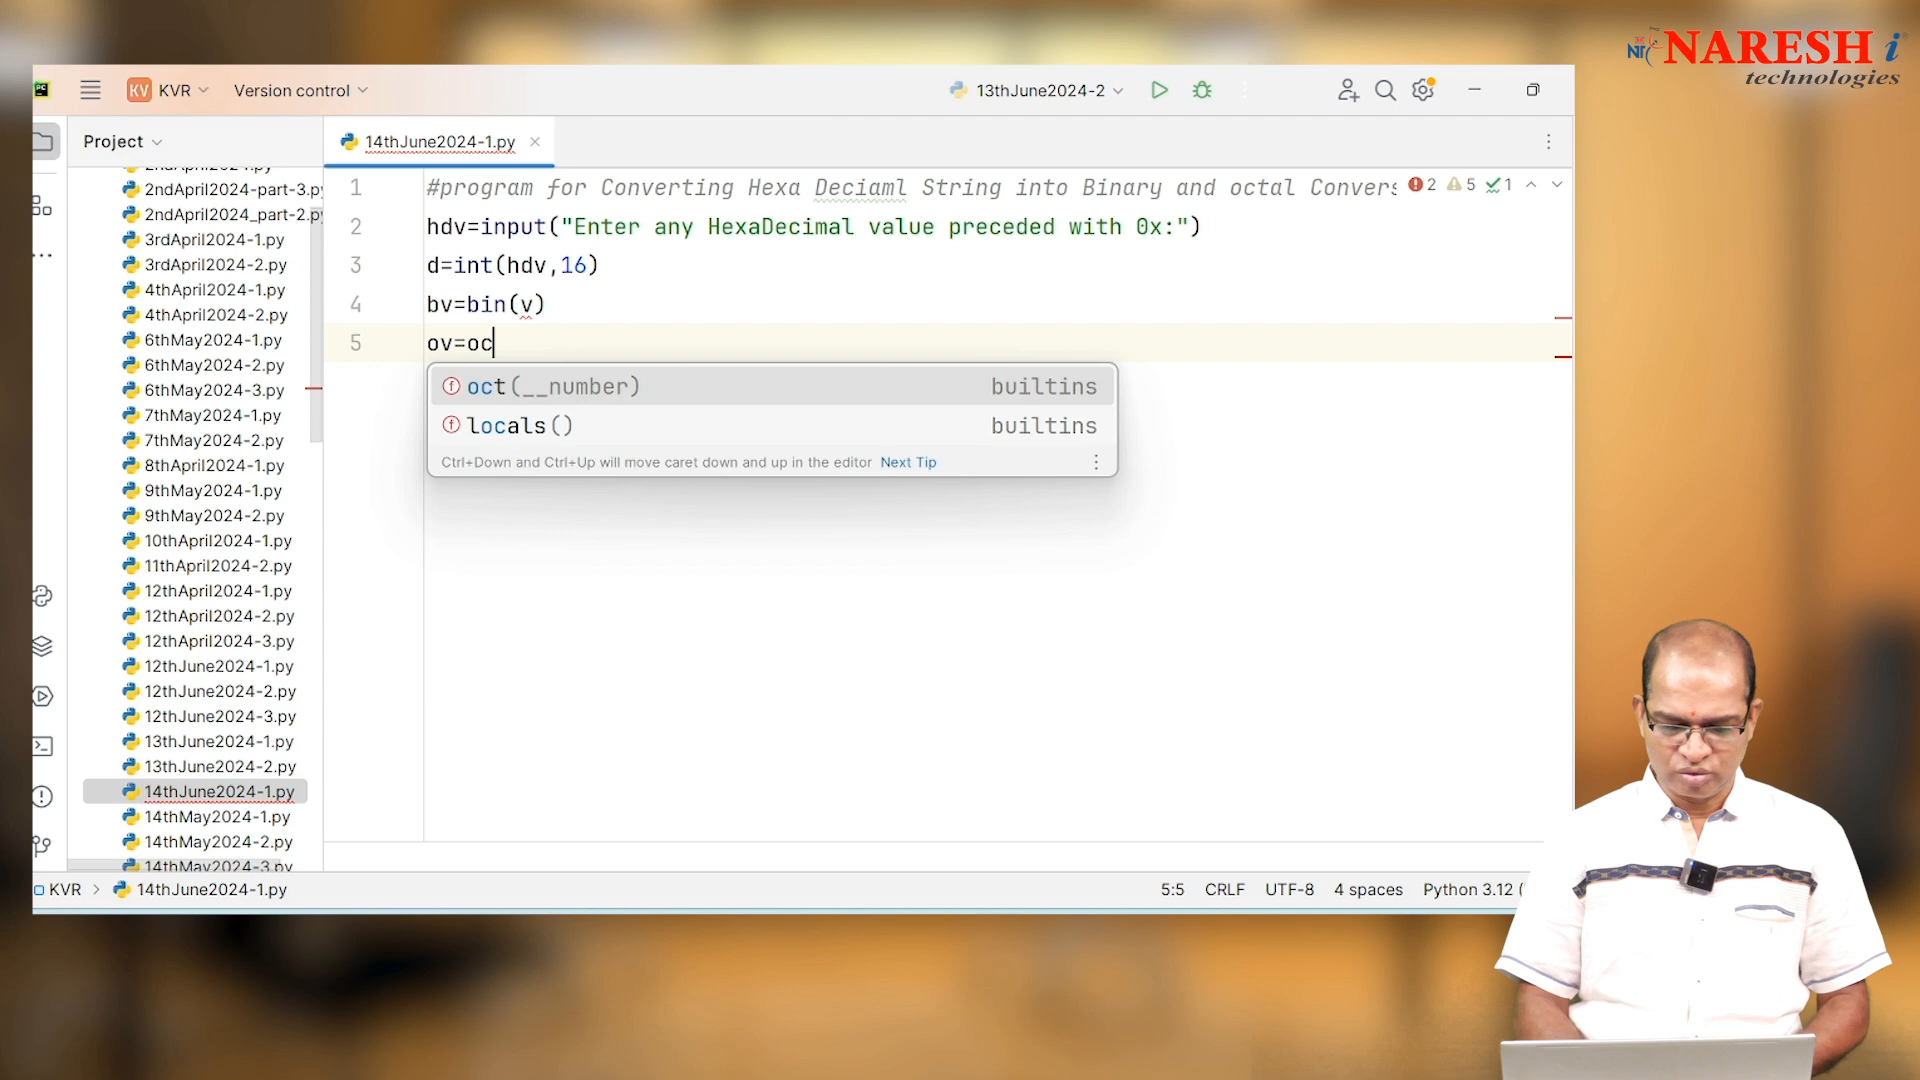 NARESH i
technologies
PC
KV KVR
Version control
13thJune2024-2
Project
14thJune2024-1.py
2ndApril2024-part-3.py
2ndApril2024_part-2.py
3rdApril2024-1.py
3rdApril2024-2.py
4thApril2024-1.py
4thApril2024-2.py
6thMay2024-1.py
6thMay2024-2.py
6thMay2024-3.py
7thMay2024-1.py
7thMay2024-2.py
8thApril2024-1.py
9thMay2024-1.py
9thMay2024-2.py
10thApril2024-1.py
11thApril2024-2.py
12thApril2024-1.py
12thApril2024-2.py
12thApril2024-3.py
12thJune2024-1.py
12thJune2024-2.py
12thJune2024-3.py
13thJune2024-1.py
13thJune2024-2.py
14thJune2024-1.py
14thMay2024-1.py
14thMay2024-2.py
14thMay2024-3.py
1 #program for Converting Hexa Deciaml String into Binary and octal Convers
2 5 1
2 hdv=input("Enter any HexaDecimal value preceded with 0x:")
3 d=int(hdv,16)
4 bv=bin(v)
5 ov=oc
oct(__number) builtins
locals() builtins
Ctrl+Down and Ctrl+Up will move caret down and up in the editor Next Tip
KVR > 14thJune2024-1.py
5:5 CRLF UTF-8 4 spaces Python 3.12 (